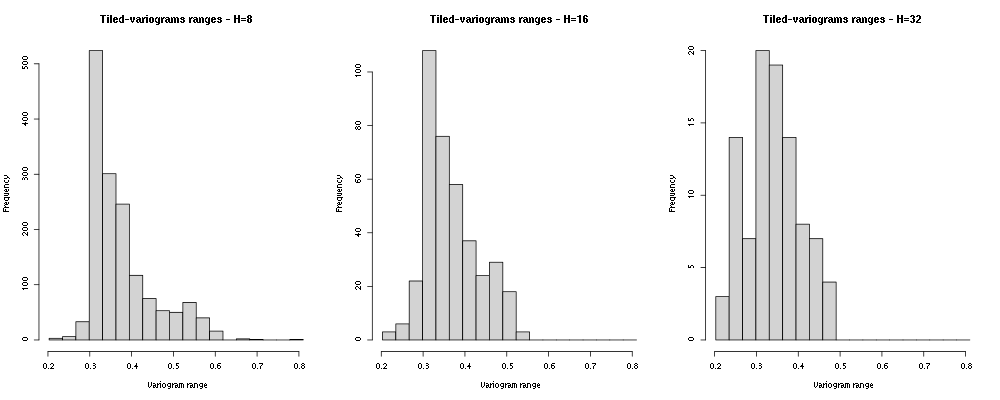 Tiled-variograms ranges - H=8
Frequency
0
100
200
300
400
500
0.2 0.3 0.4 0.5 0.6 0.7 0.8
Variogram range
Tiled-variograms ranges - H=16
Frequency
0
20
40
60
80
100
0.2 0.3 0.4 0.5 0.6 0.7 0.8
Variogram range
Tiled-variograms ranges - H=32
Frequency
0
5
10
15
20
0.2 0.3 0.4 0.5 0.6 0.7 0.8
Variogram range